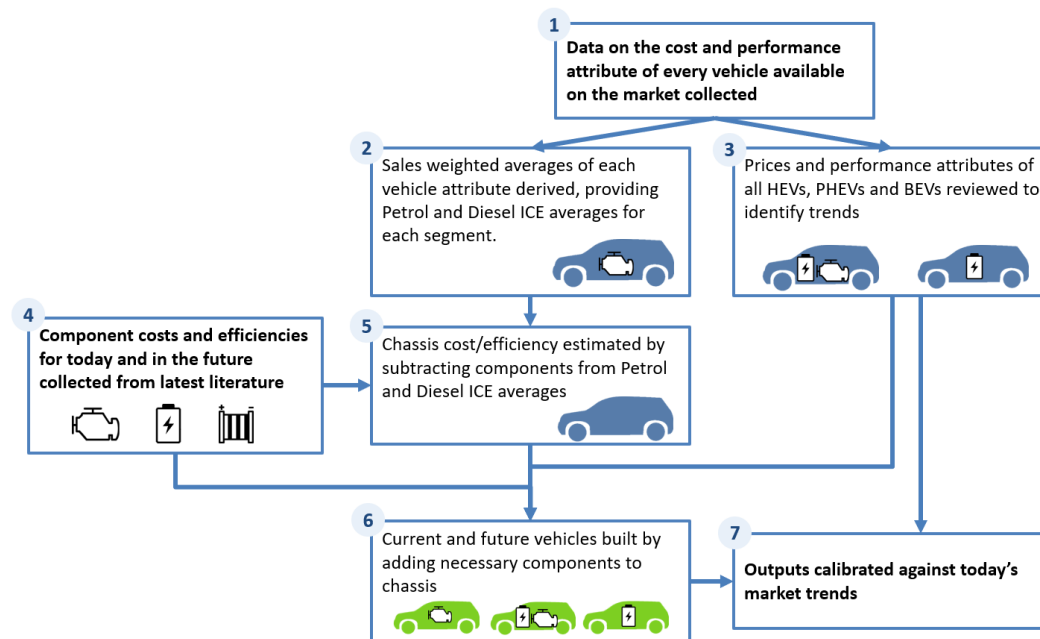 1
Data on the cost and performance
attribute of every vehicle available
on the market collected
2
Sales weighted averages of each
vehicle attribute derived, providing
Petrol and Diesel ICE averages for
each segment.
3
Prices and performance attributes of
all HEVs, PHEVs and BEVs reviewed to
identify trends
4
Component costs and efficiencies
for today and in the future
collected from latest literature
5
Chassis cost/efficiency estimated by
subtracting components from Petrol
and Diesel ICE averages
6
Current and future vehicles built by
adding necessary components to
chassis
7
Outputs calibrated against today's
market trends